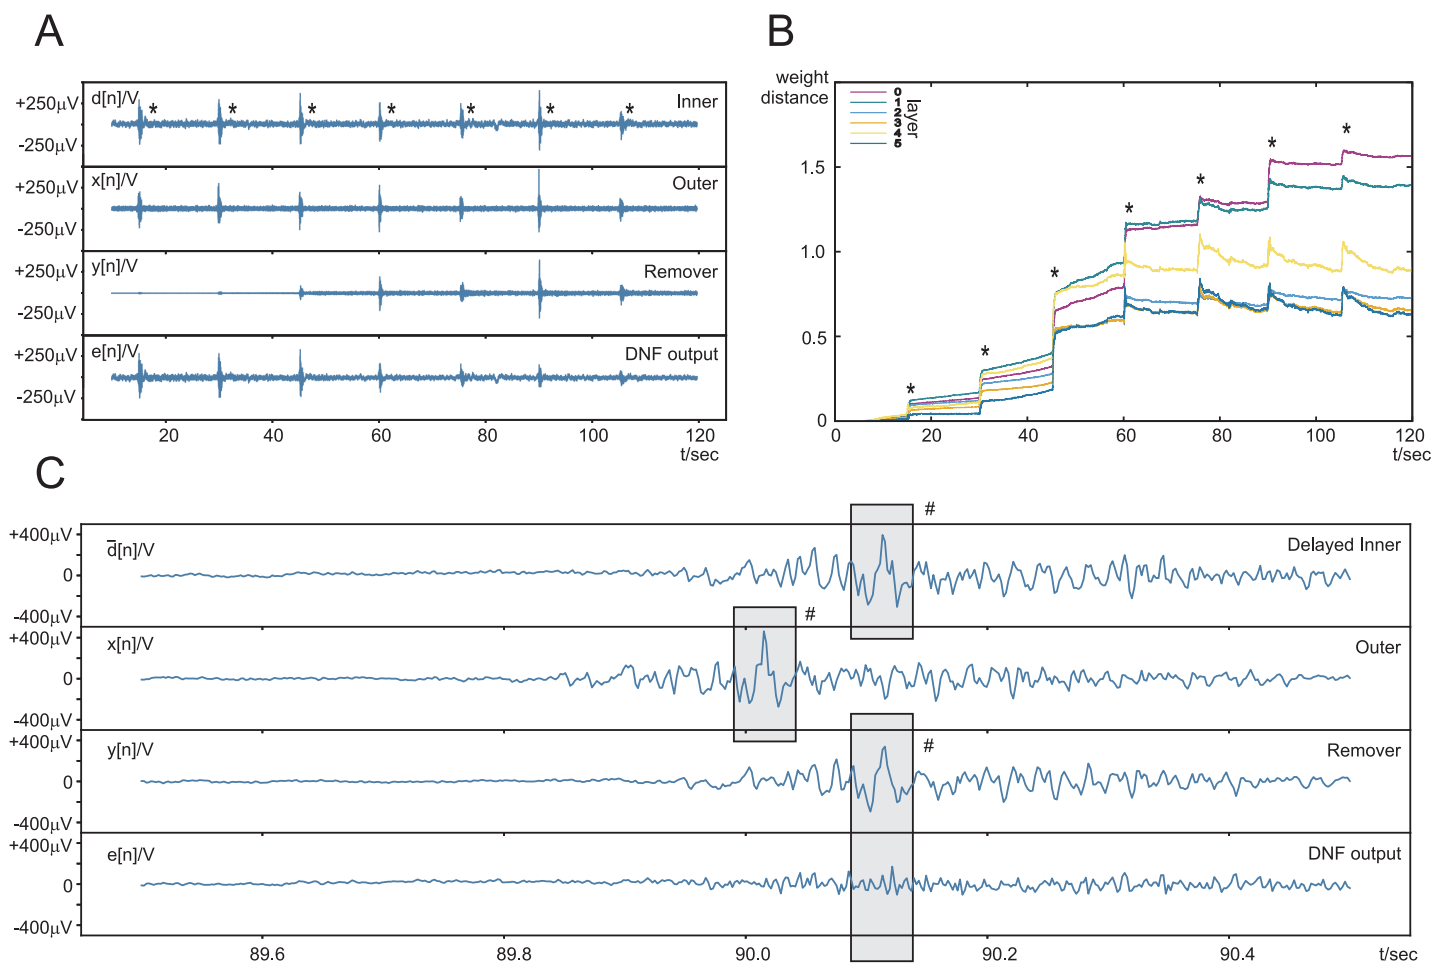 A
d[n]/V
Inner
+250μV
-250μV
* * * * * * *
x[n]/V
Outer
+250μV
-250μV
y[n]/V
Remover
+250μV
-250μV
e[n]/V
DNF output
+250μV
-250μV
20 40 60 80 100 120
t/sec
B
weight
distance
0
1
2
3
4
5
layer
* * * * * * *
1.5
1.0
0.5
0
0 20 40 60 80 100 120
t/sec
C
#
+400μV
d̅[n]/V
Delayed Inner
0
-400μV
#
+400μV
x[n]/V
Outer
0
-400μV
#
+400μV
y[n]/V
Remover
0
-400μV
+400μV
e[n]/V
DNF output
0
-400μV
89.6 89.8 90.0 90.2 90.4 t/sec